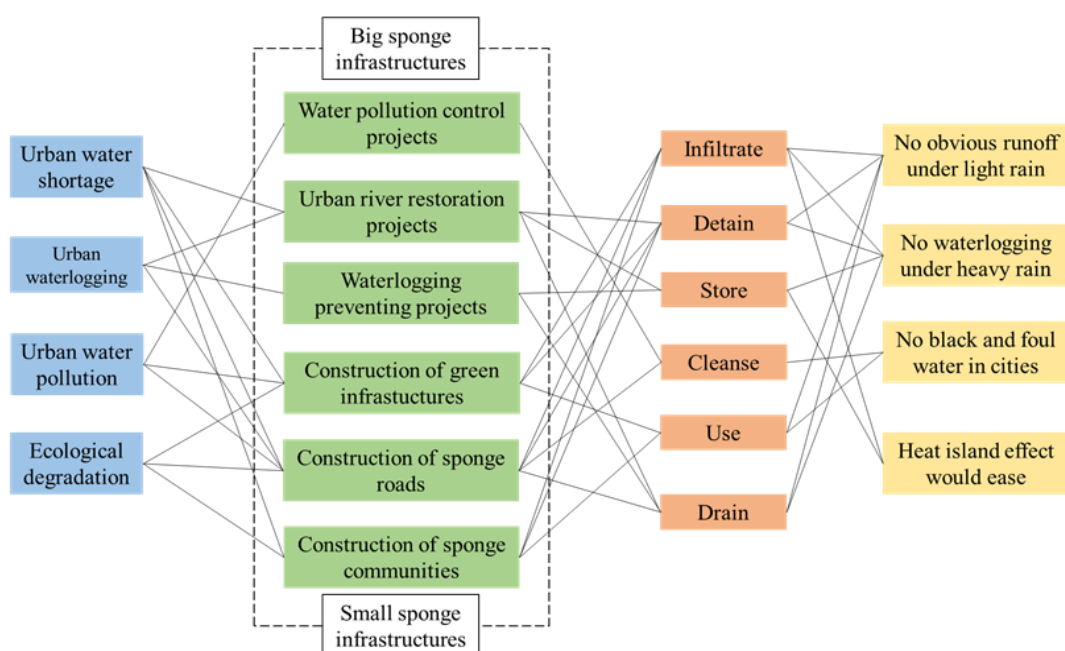 Big sponge
infrastructures
Urban water
shortage
Urban
waterlogging
Urban water
pollution
Ecological
degradation
Water pollution control
projects
Urban river restoration
projects
Waterlogging
preventing projects
Construction of green
infrastuctures
Construction of sponge
roads
Construction of sponge
communities
Small sponge
infrastructures
Infiltrate
Detain
Store
Cleanse
Use
Drain
No obvious runoff
under light rain
No waterlogging
under heavy rain
No black and foul
water in cities
Heat island effect
would ease